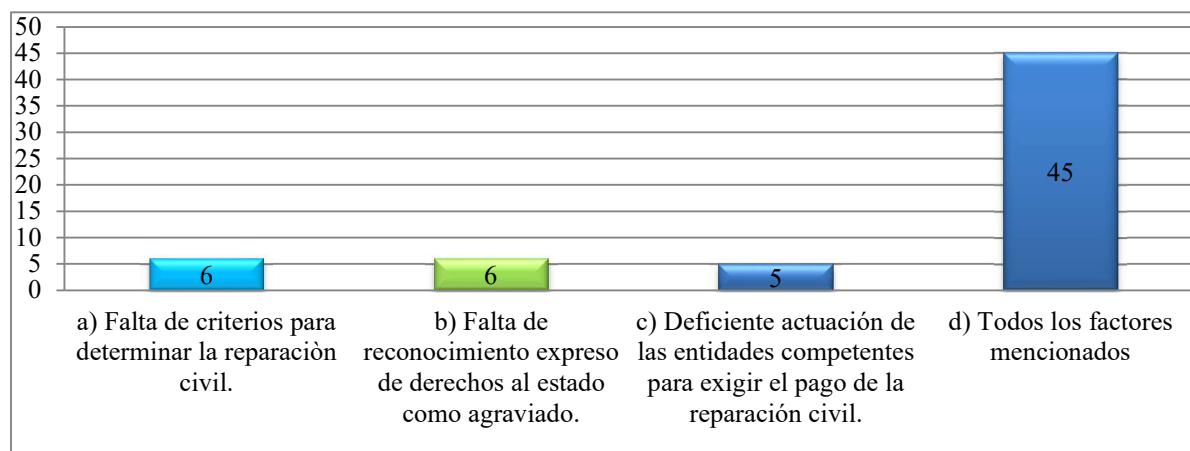 50
45
40
35
30
25
20
15
10
5
0
6
6
5
45
a) Falta de criterios para
determinar la reparaciòn
civil.
b) Falta de
reconocimiento expreso
de derechos al estado
como agraviado.
c) Deficiente actuación de
las entidades competentes
para exigir el pago de la
reparación civil.
d) Todos los factores
mencionados